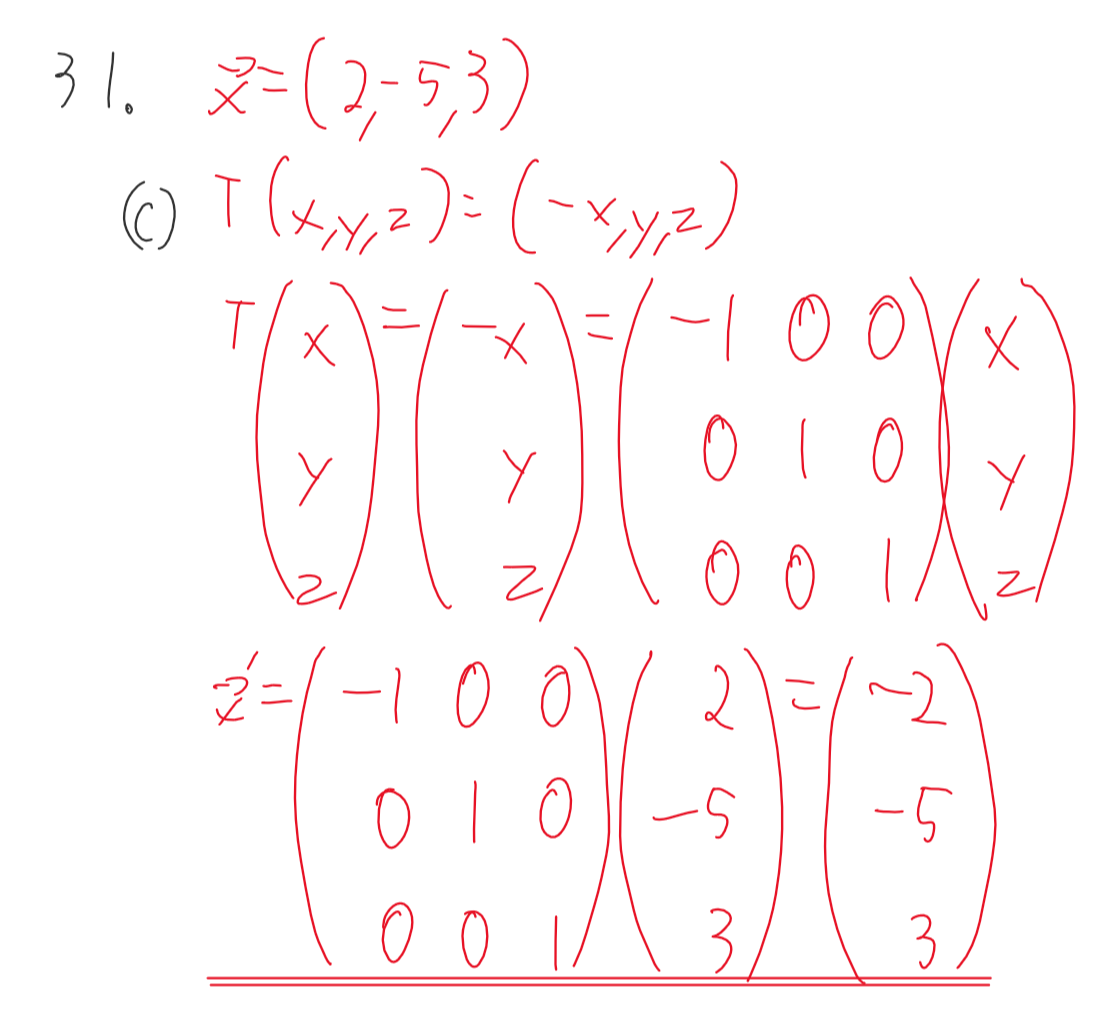 31. x⃗=(2,-5,3)
(c) T(x,y,z)=(-x,y,z)
T(x y z)=(-x y z)=(-1 0 0 0 1 0 0 0 1)(x y z)
x⃗'=(-1 0 0 0 1 0 0 0 1)(2 -5 3)=(-2 -5 3)